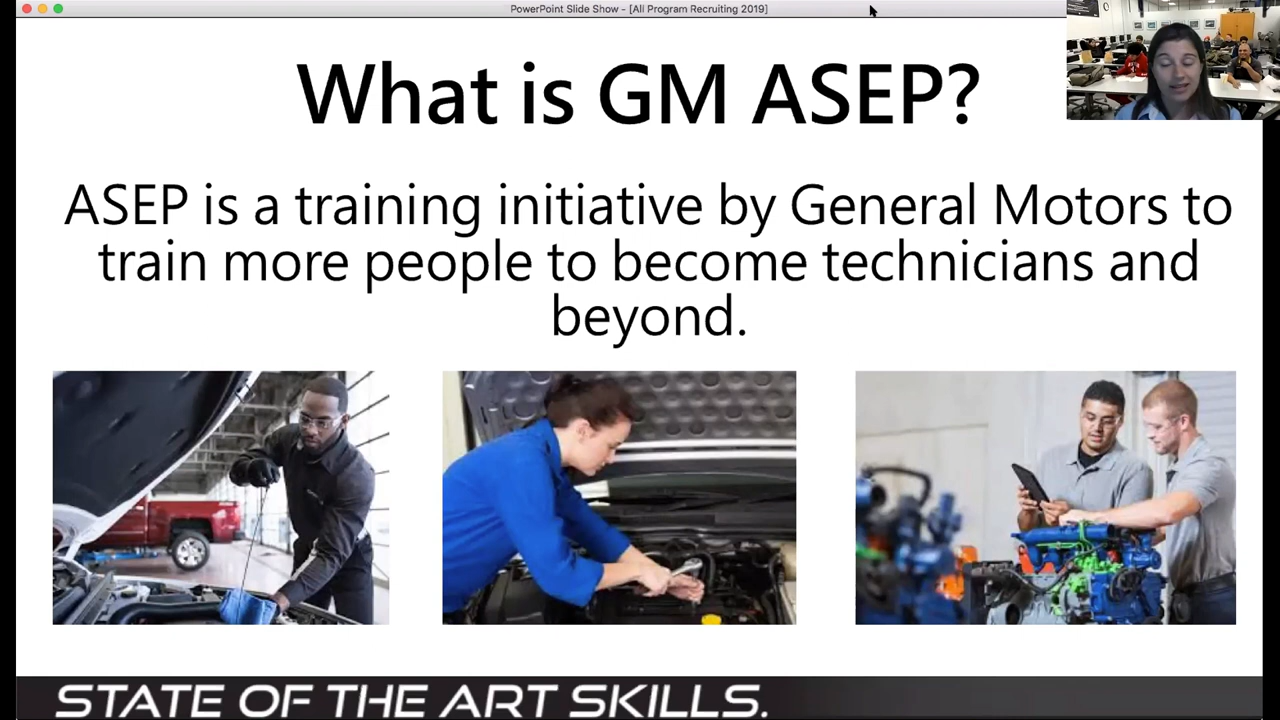 PowerPoint Slide Show - [All Program Recruiting 2019]
What is GM ASEP?
ASEP is a training initiative by General Motors to
train more people to become technicians and
beyond.
STATE OF THE ART SKILLS.